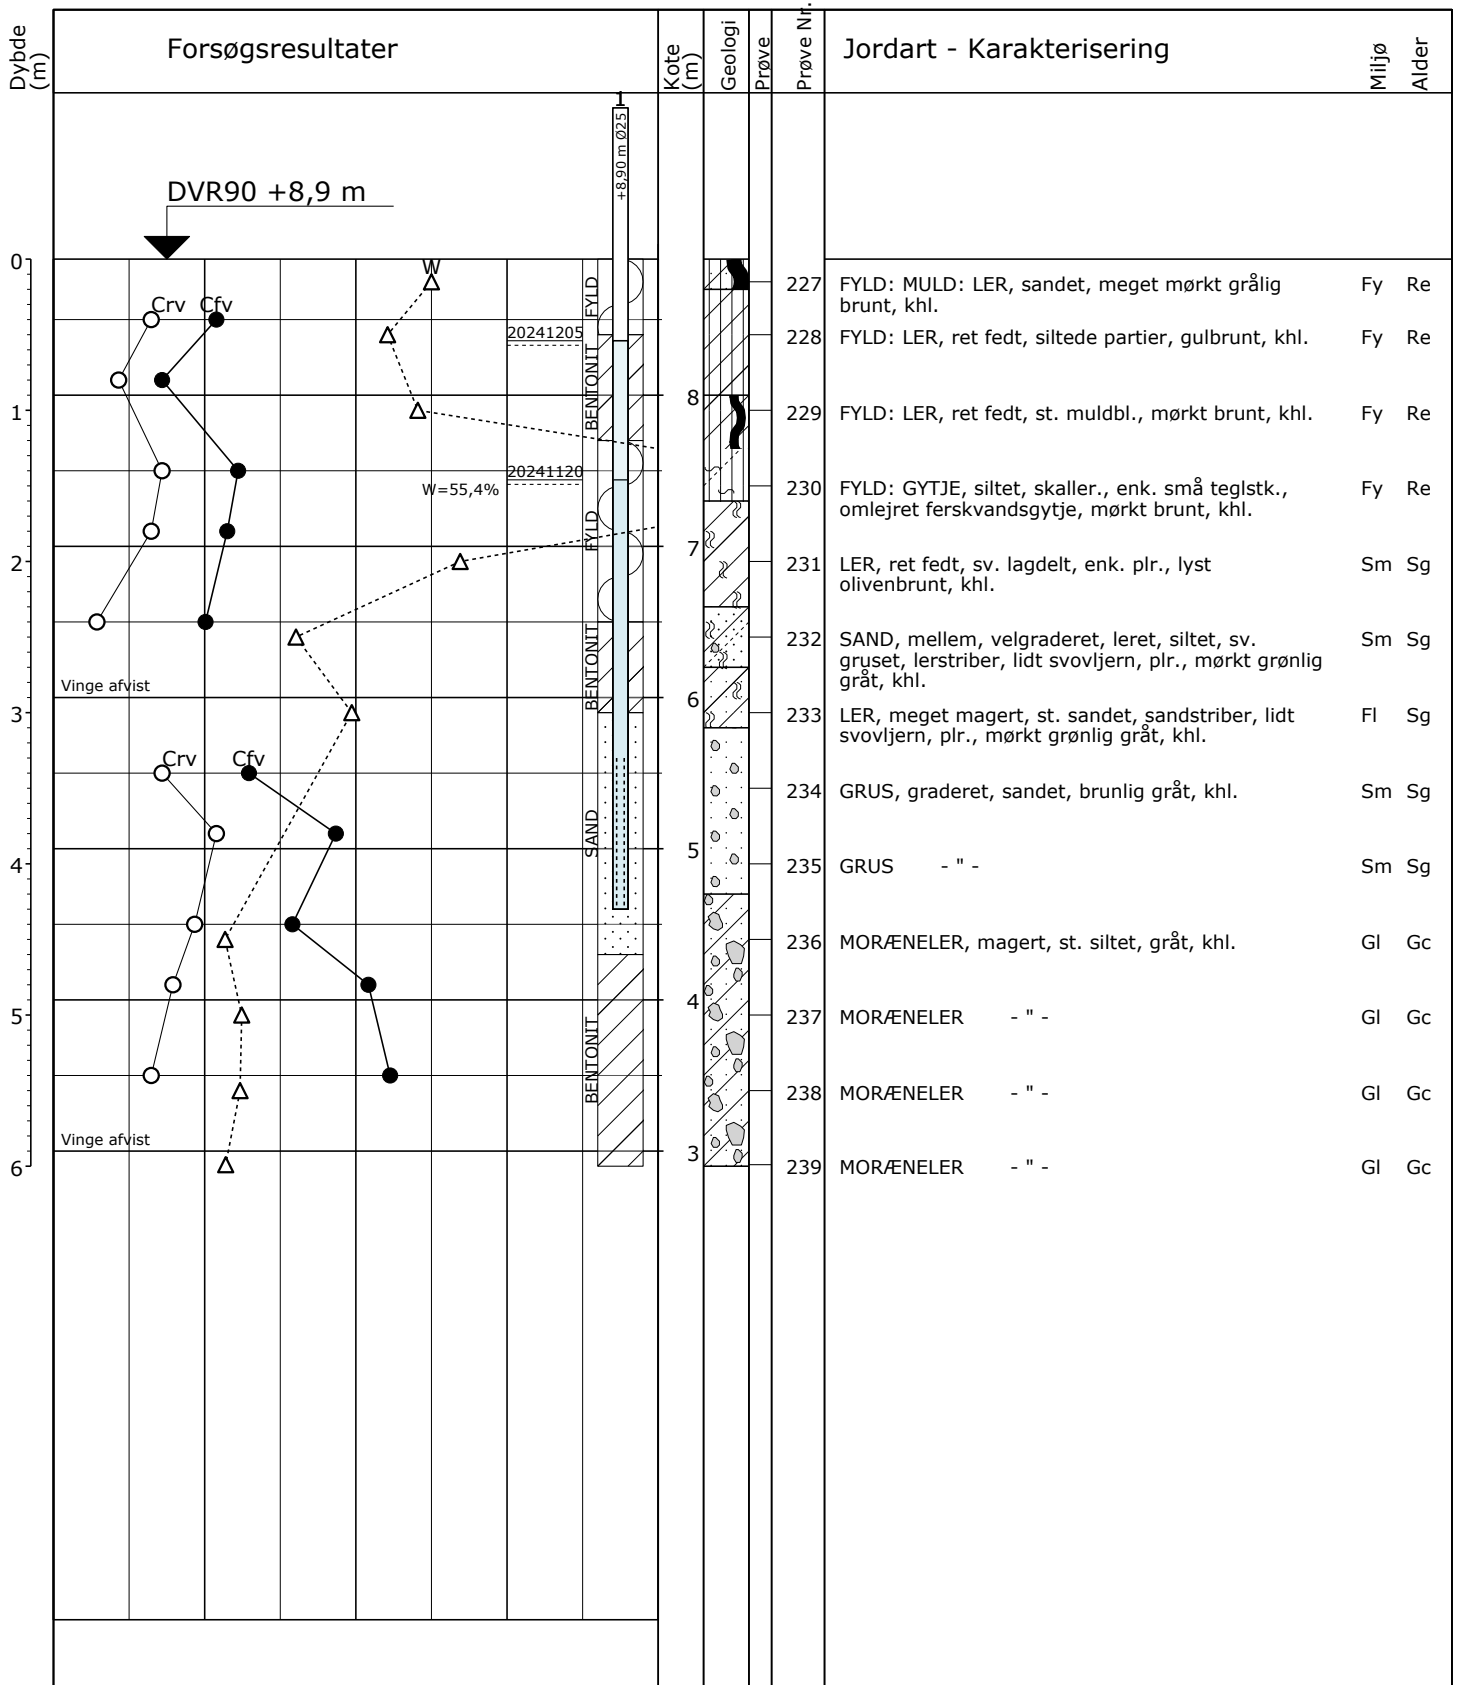 Dybde
(m)
Forsøgsresultater
Kote
(m)
Geologi
Prøve
Prøve Nr.
Jordart - Karakterisering
Miljø
Alder
1
+8,90 m Ø25
DVR90 +8,9 m
0
W
FYLD
227
FYLD: MULD: LER, sandet, meget mørkt grålig
brunt, khl.
Fy Re
Crv Cfv
20241205
228
FYLD: LER, ret fedt, siltede partier, gulbrunt, khl.
Fy Re
BENTONIT
8
1
229
FYLD: LER, ret fedt, st. muldbl., mørkt brunt, khl.
Fy Re
20241120
W=55,4%
230
FYLD: GYTJE, siltet, skaller., enk. små teglstk.,
omlejret ferskvandsgytje, mørkt brunt, khl.
Fy Re
FYLD
7
2
231
LER, ret fedt, sv. lagdelt, enk. plr., lyst
olivenbrunt, khl.
Sm Sg
BENTONIT
232
SAND, mellem, velgraderet, leret, siltet, sv.
gruset, lerstriber, lidt svovljern, plr., mørkt grønlig
gråt, khl.
Sm Sg
Vinge afvist
6
3
233
LER, meget magert, st. sandet, sandstriber, lidt
svovljern, plr., mørkt grønlig gråt, khl.
Fl Sg
Crv Cfv
234
GRUS, graderet, sandet, brunlig gråt, khl.
Sm Sg
SAND
5
4
235
GRUS - " -
Sm Sg
236
MORÆNELER, magert, st. siltet, gråt, khl.
Gl Gc
4
5
237
MORÆNELER - " -
Gl Gc
BENTONIT
238
MORÆNELER - " -
Gl Gc
Vinge afvist
3
6
239
MORÆNELER - " -
Gl Gc